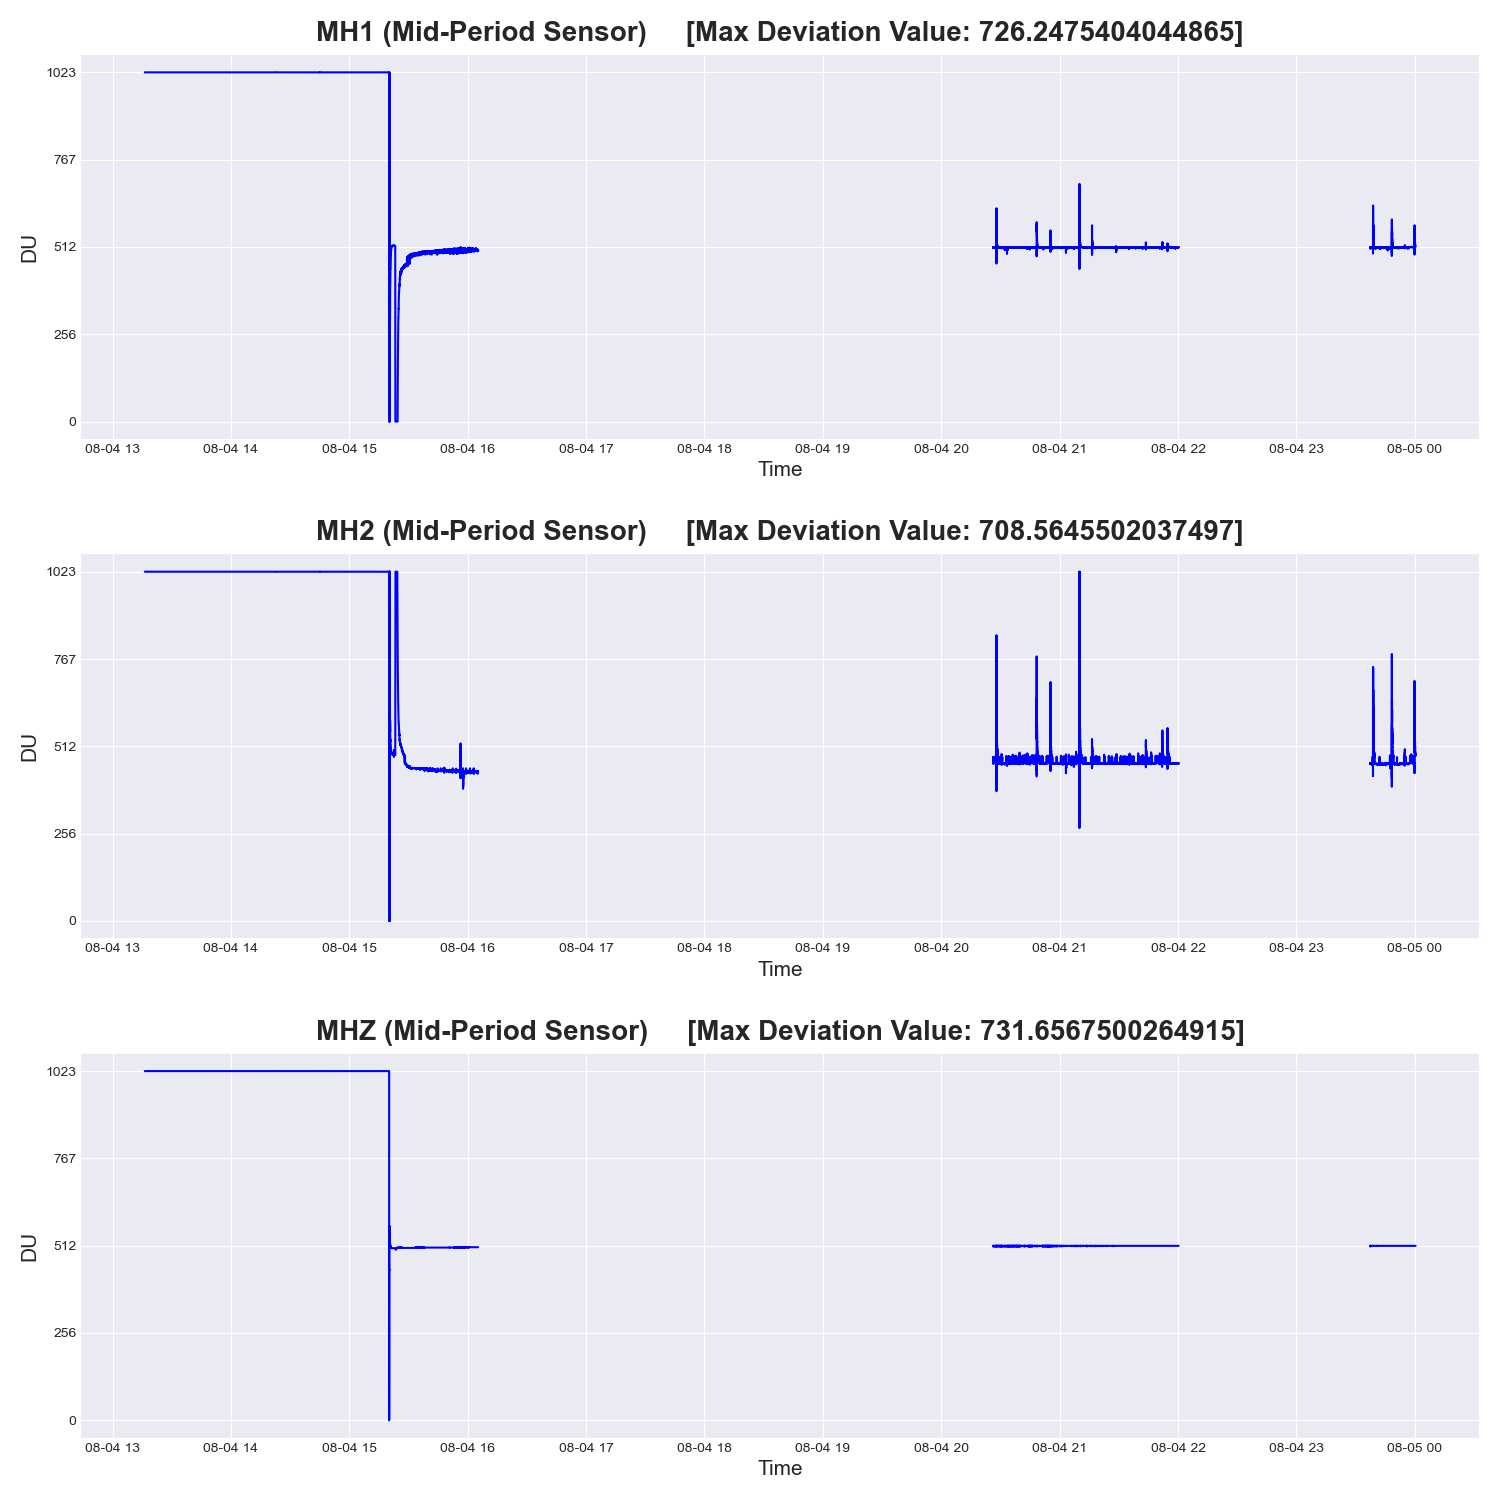 MH1 (Mid-Period Sensor) [Max Deviation Value: 726.2475404044865]
1023
767
512
256
0
DU
08-04 13 08-04 14 08-04 15 08-04 16 08-04 17 08-04 18 08-04 19 08-04 20 08-04 21 08-04 22 08-04 23 08-05 00
Time
MH2 (Mid-Period Sensor) [Max Deviation Value: 708.5645502037497]
1023
767
512
256
0
DU
08-04 13 08-04 14 08-04 15 08-04 16 08-04 17 08-04 18 08-04 19 08-04 20 08-04 21 08-04 22 08-04 23 08-05 00
Time
MHZ (Mid-Period Sensor) [Max Deviation Value: 731.6567500264915]
1023
767
512
256
0
DU
08-04 13 08-04 14 08-04 15 08-04 16 08-04 17 08-04 18 08-04 19 08-04 20 08-04 21 08-04 22 08-04 23 08-05 00
Time